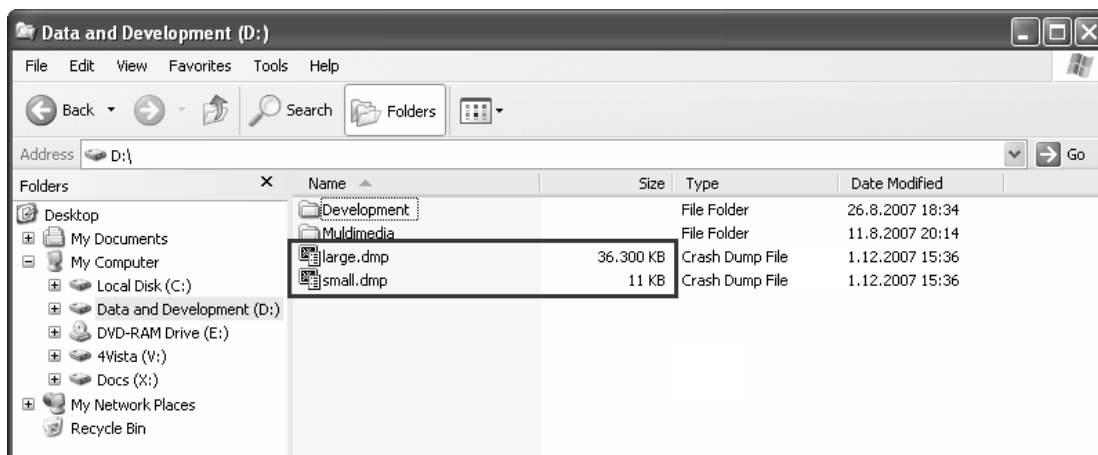 Data and Development (D:)
File Edit View Favorites Tools Help
Back Search Folders
Address D:\ Go
Folders x Name Size Type Date Modified
Desktop Development File Folder 26.8.2007 18:34
My Documents Muldimedia File Folder 11.8.2007 20:14
My Computer large.dmp 36.300 KB Crash Dump File 1.12.2007 15:36
Local Disk (C:) small.dmp 11 KB Crash Dump File 1.12.2007 15:36
Data and Development (D:)
DVD-RAM Drive (E:)
4Vista (V:)
Docs (X:)
My Network Places
Recycle Bin